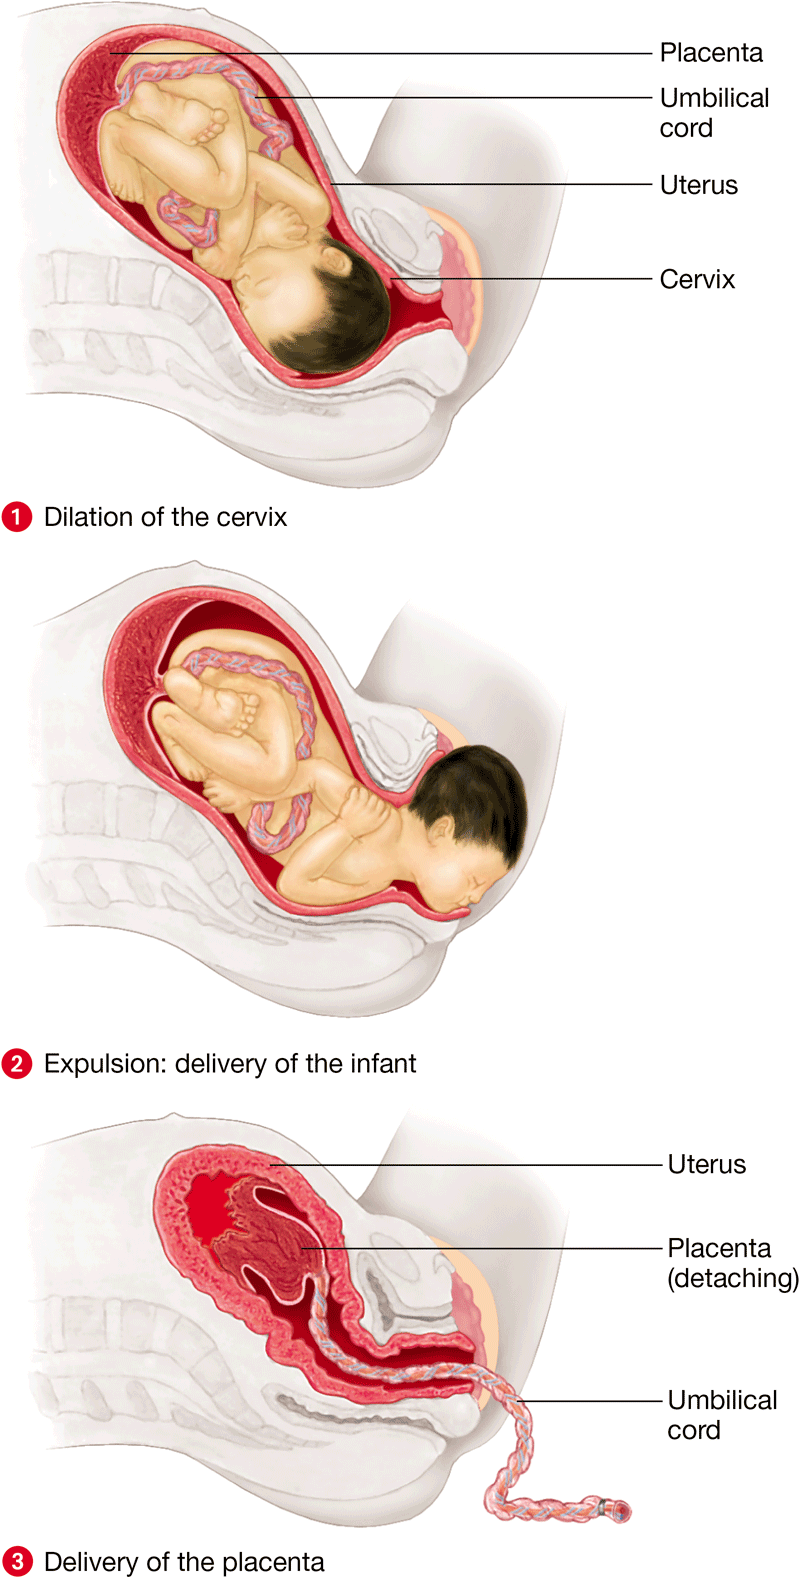 Placenta
Umbilical
cord
Uterus
Cervix
1 Dilation of the cervix
2 Expulsion: delivery of the infant
Uterus
Placenta
(detaching)
Umbilical
cord
3 Delivery of the placenta